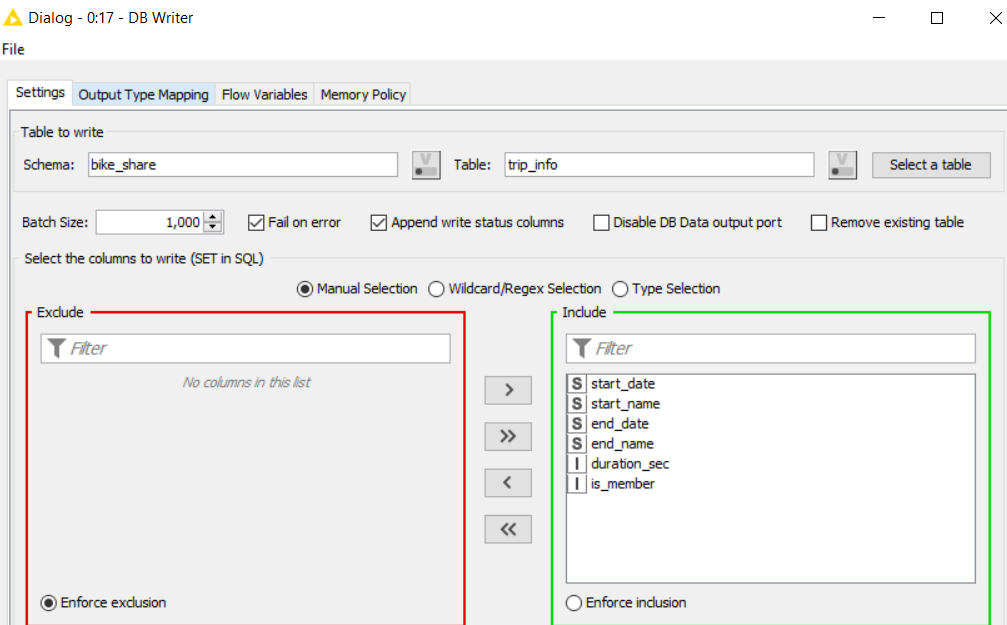 Dialog - 0:17 - DB Writer
File
Settings Output Type Mapping Flow Variables Memory Policy
Table to write
Schema: bike_share V Table: trip_info V Select a table
Batch Size: 1,000 Fail on error Append write status columns Disable DB Data output port Remove existing table
Select the columns to write (SET in SQL)
Manual Selection Wildcard/Regex Selection Type Selection
Exclude
Filter
No columns in this list
Enforce exclusion
>
>>
<
<<
Include
Filter
S start_date
S start_name
S end_date
S end_name
I duration_sec
I is_member
Enforce inclusion